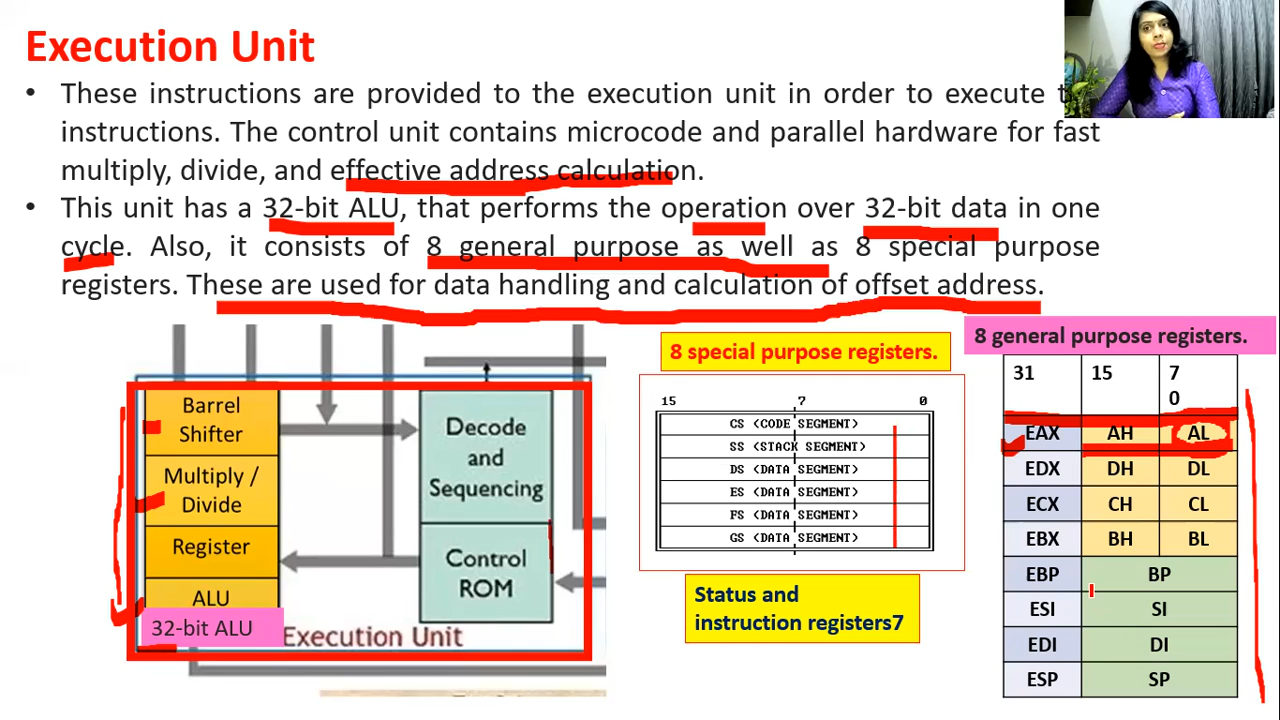 Execution Unit
• These instructions are provided to the execution unit in order to execute
instructions. The control unit contains microcode and parallel hardware for fast
multiply, divide, and effective address calculation.
• This unit has a 32-bit ALU, that performs the operation over 32-bit data in one
cycle. Also, it consists of 8 general purpose as well as 8 special purpose
registers. These are used for data handling and calculation of offset address.
Barrel
Shifter
Multiply /
Divide
Register
ALU
32-bit ALU
Decode
and
Sequencing
Control
ROM
Execution Unit
8 special purpose registers.
15 7 0
CS <CODE SEGMENT>
SS <STACK SEGMENT>
DS <DATA SEGMENT>
ES <DATA SEGMENT>
FS <DATA SEGMENT>
GS <DATA SEGMENT>
Status and
instruction registers7
8 general purpose registers.
31 15 7
0
EAX AH AL
EDX DH DL
ECX CH CL
EBX BH BL
EBP BP
ESI SI
EDI DI
ESP SP